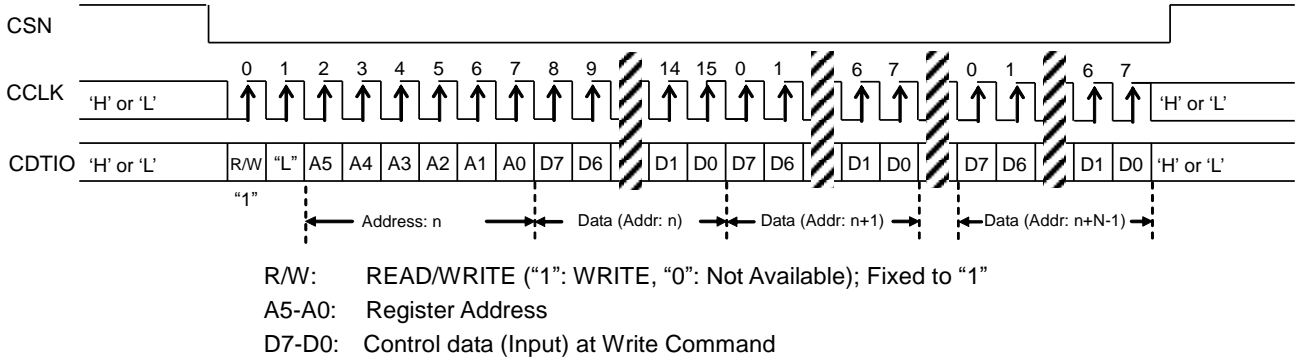 CSN
0 1 2 3 4 5 6 7 8 9 14 15 0 1 6 7 0 1 6 7
CCLK 'H' or 'L' 'H' or 'L'
CDTIO 'H' or 'L' R/W “L” A5 A4 A3 A2 A1 A0 D7 D6 D1 D0 D7 D6 D1 D0 D7 D6 D1 D0 'H' or 'L'
“1”
Address: n Data (Addr: n) Data (Addr: n+1) Data (Addr: n+N-1)
R/W: READ/WRITE (“1”: WRITE, “0”: Not Available); Fixed to “1”
A5-A0: Register Address
D7-D0: Control data (Input) at Write Command